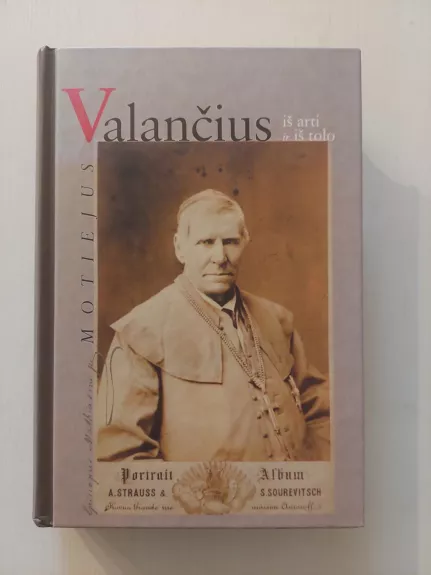 Valančius
iš arti
ir iš tolo
MOTIEJUS
Portrait Album
A. STRAUSS & S. SOUREVITSCH